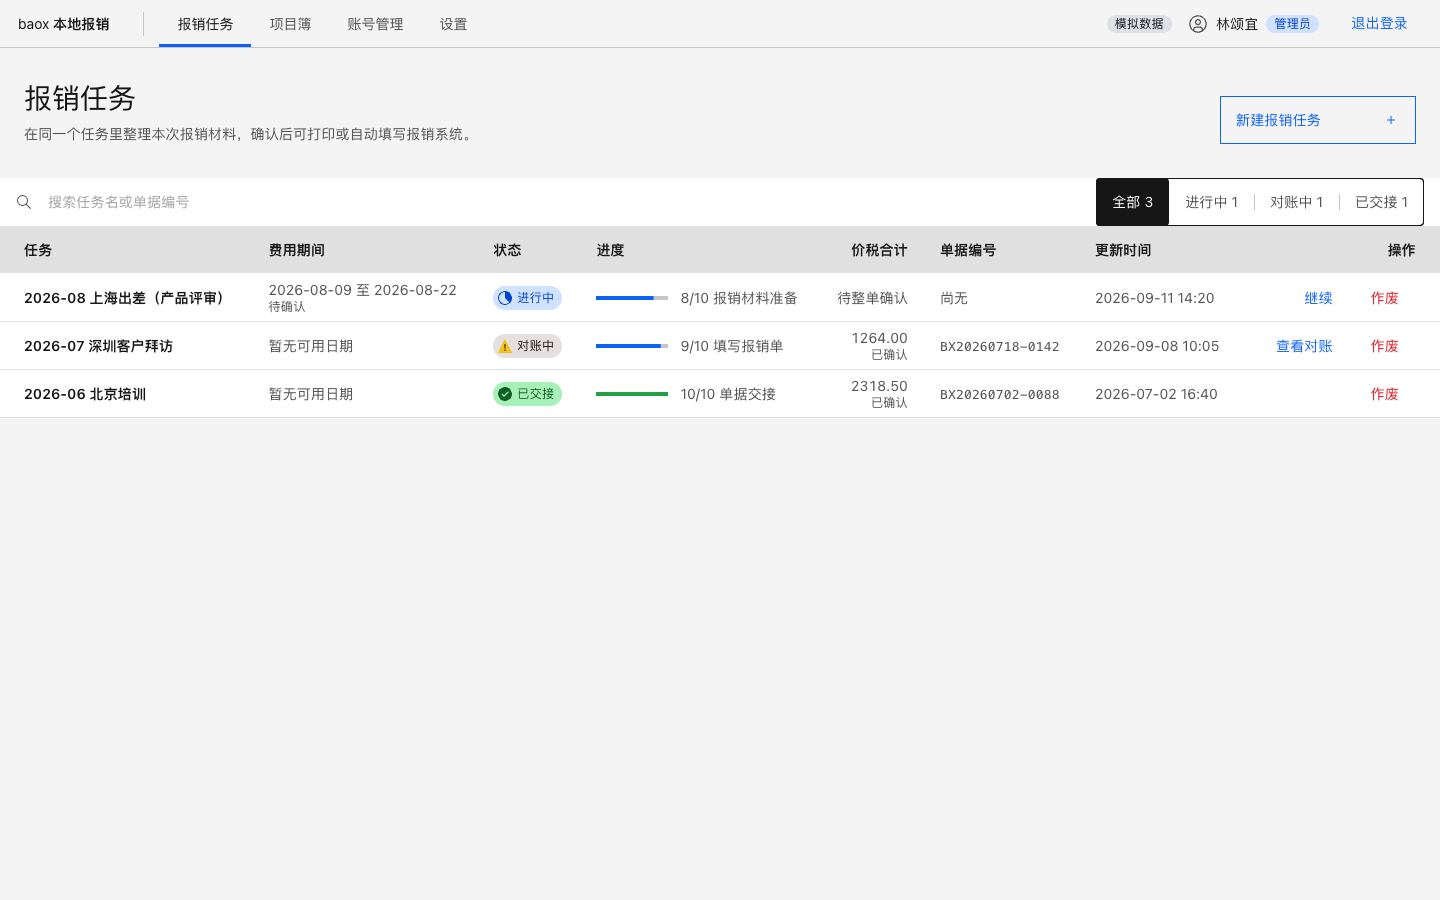 baox 本地报销 报销任务 项目簿 账号管理 设置 模拟数据 林颂宜 管理员 退出登录
报销任务
在同一个任务里整理本次报销材料，确认后可打印或自动填写报销系统。
新建报销任务 +
搜索任务名或单据编号 全部 3 进行中 1 对账中 1 已交接 1
任务 费用期间 状态 进度 价税合计 单据编号 更新时间 操作
2026-08 上海出差（产品评审） 2026-08-09 至 2026-08-22 进行中 8/10 报销材料准备 待整单确认 尚无 2026-09-11 14:20 继续 作废
待确认
2026-07 深圳客户拜访 暂无可用日期 对账中 9/10 填写报销单 1264.00 BX20260718-0142 2026-09-08 10:05 查看对账 作废
已确认
2026-06 北京培训 暂无可用日期 已交接 10/10 单据交接 2318.50 BX20260702-0088 2026-07-02 16:40 作废
已确认